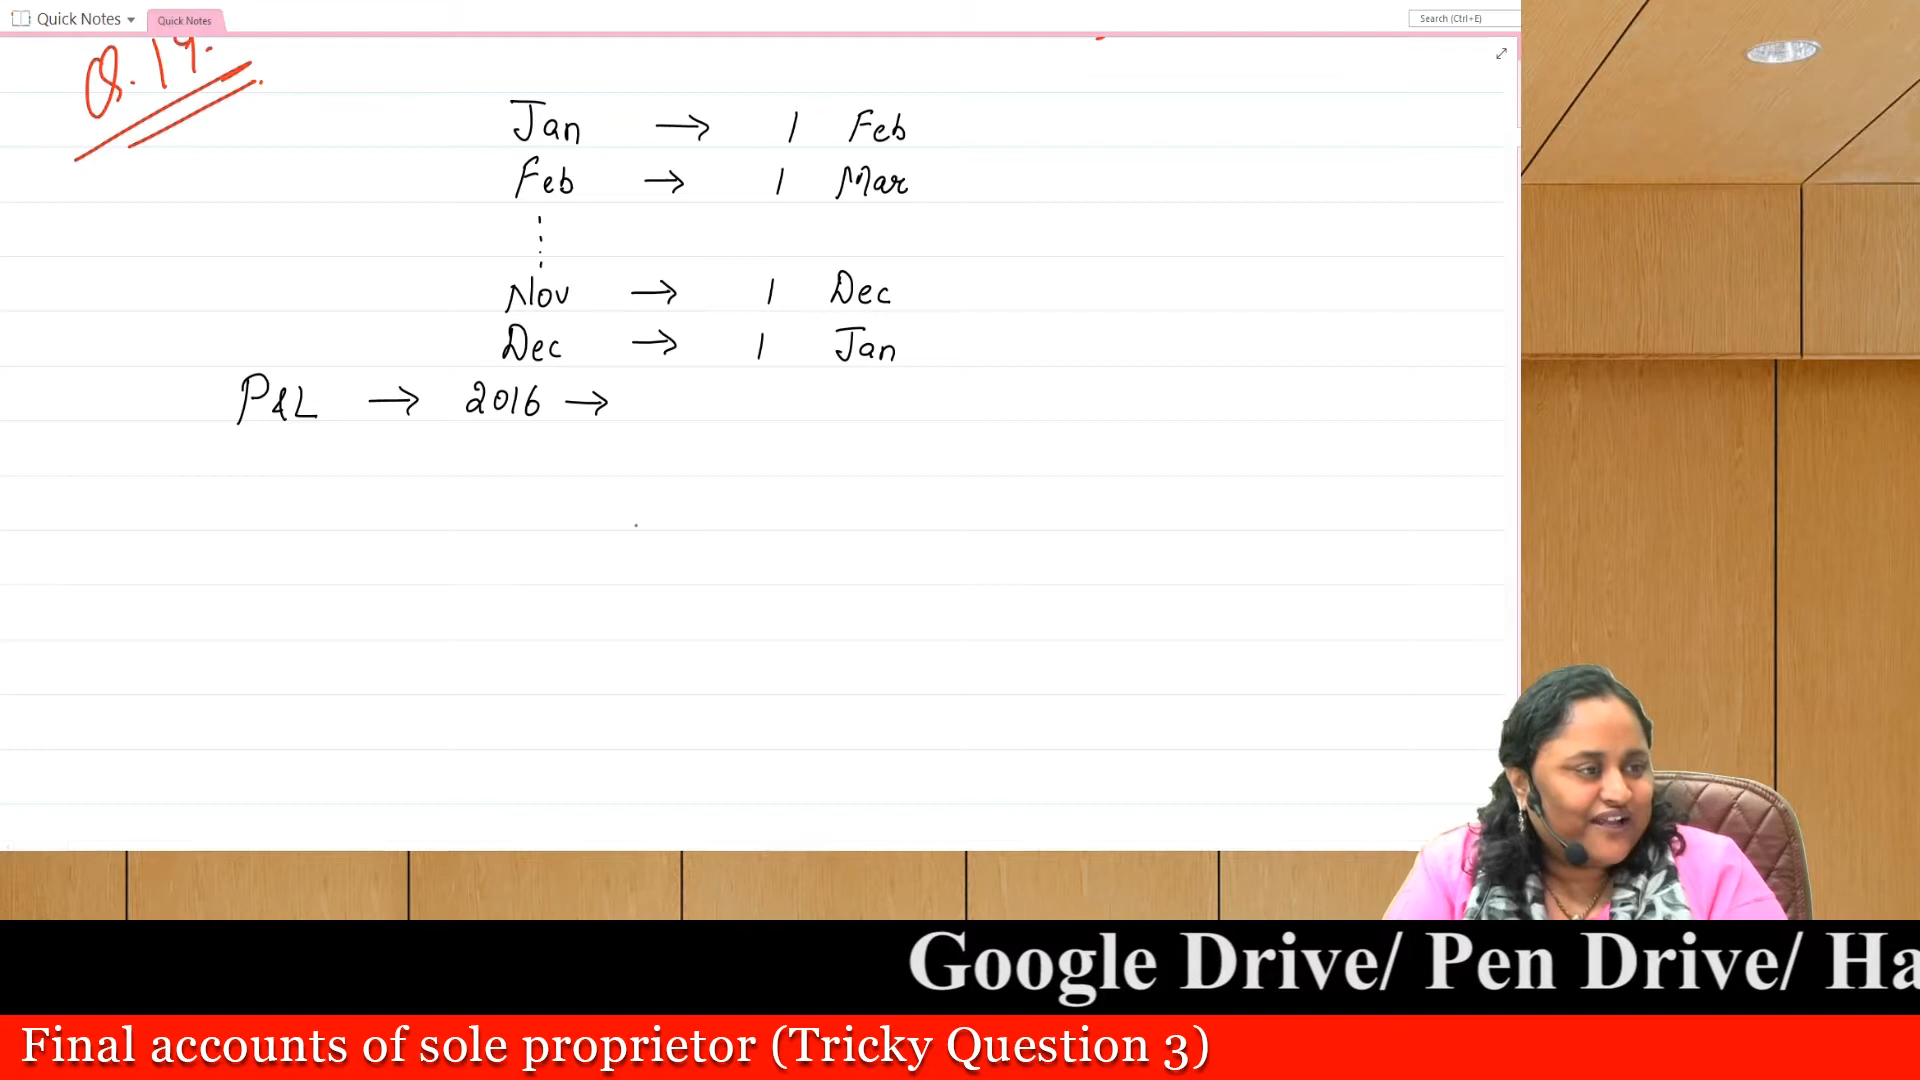 Quick Notes Quick Notes Search (Ctrl+E)
Q. 19.
Jan → 1 Feb
Feb → 1 Mar
Nov → 1 Dec
Dec → 1 Jan
P&L → 2016 →
Google Drive/ Pen Drive/ Ha
Final accounts of sole proprietor (Tricky Question 3)